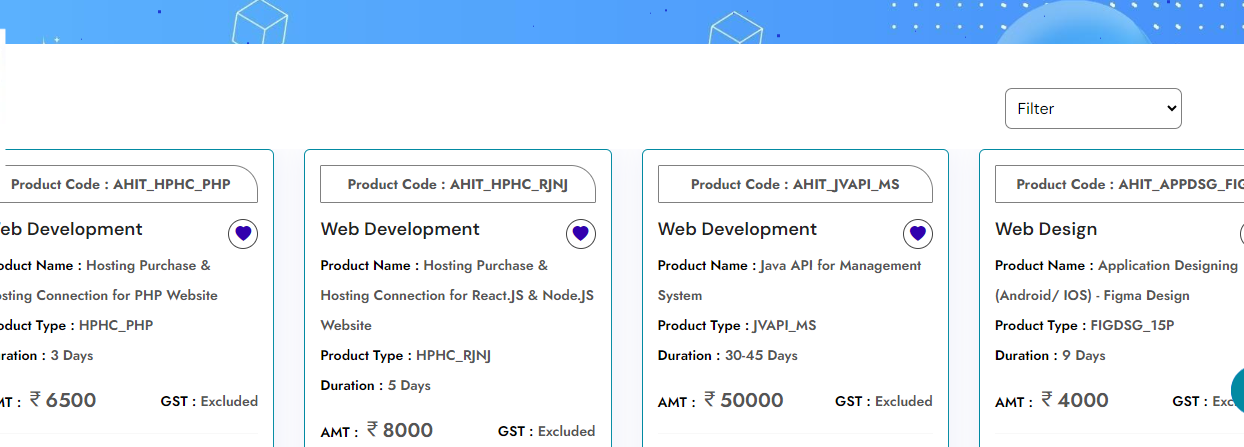 Filter
Product Code : AHIT_HPHC_PHP
eb Development
oduct Name : Hosting Purchase &
osting Connection for PHP Website
oduct Type : HPHC_PHP
ration : 3 Days
MT : ₹ 6500 GST : Excluded
Product Code : AHIT_HPHC_RJNJ
Web Development
Product Name : Hosting Purchase &
Hosting Connection for React.JS & Node.JS
Website
Product Type : HPHC_RJNJ
Duration : 5 Days
AMT : ₹ 8000 GST : Excluded
Product Code : AHIT_JVAPI_MS
Web Development
Product Name : Java API for Management
System
Product Type : JVAPI_MS
Duration : 30-45 Days
AMT : ₹ 50000 GST : Excluded
Product Code : AHIT_APPDSG_FIG
Web Design
Product Name : Application Designing
(Android/ IOS) - Figma Design
Product Type : FIGDSG_15P
Duration : 9 Days
AMT : ₹ 4000 GST : Exc